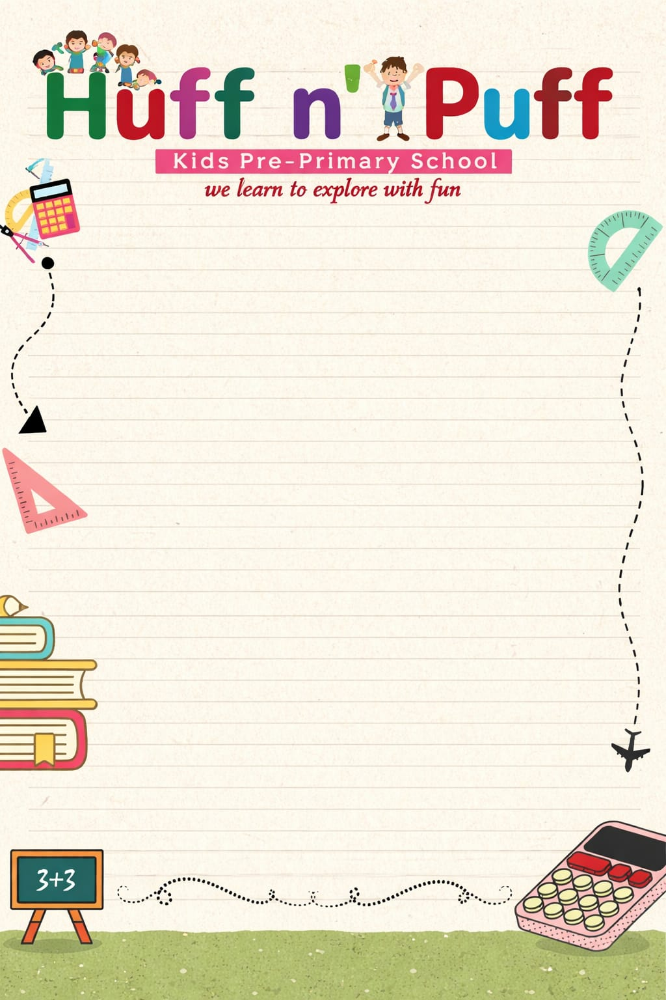 Huff n' Puff
Kids Pre-Primary School
we learn to explore with fun
3+3